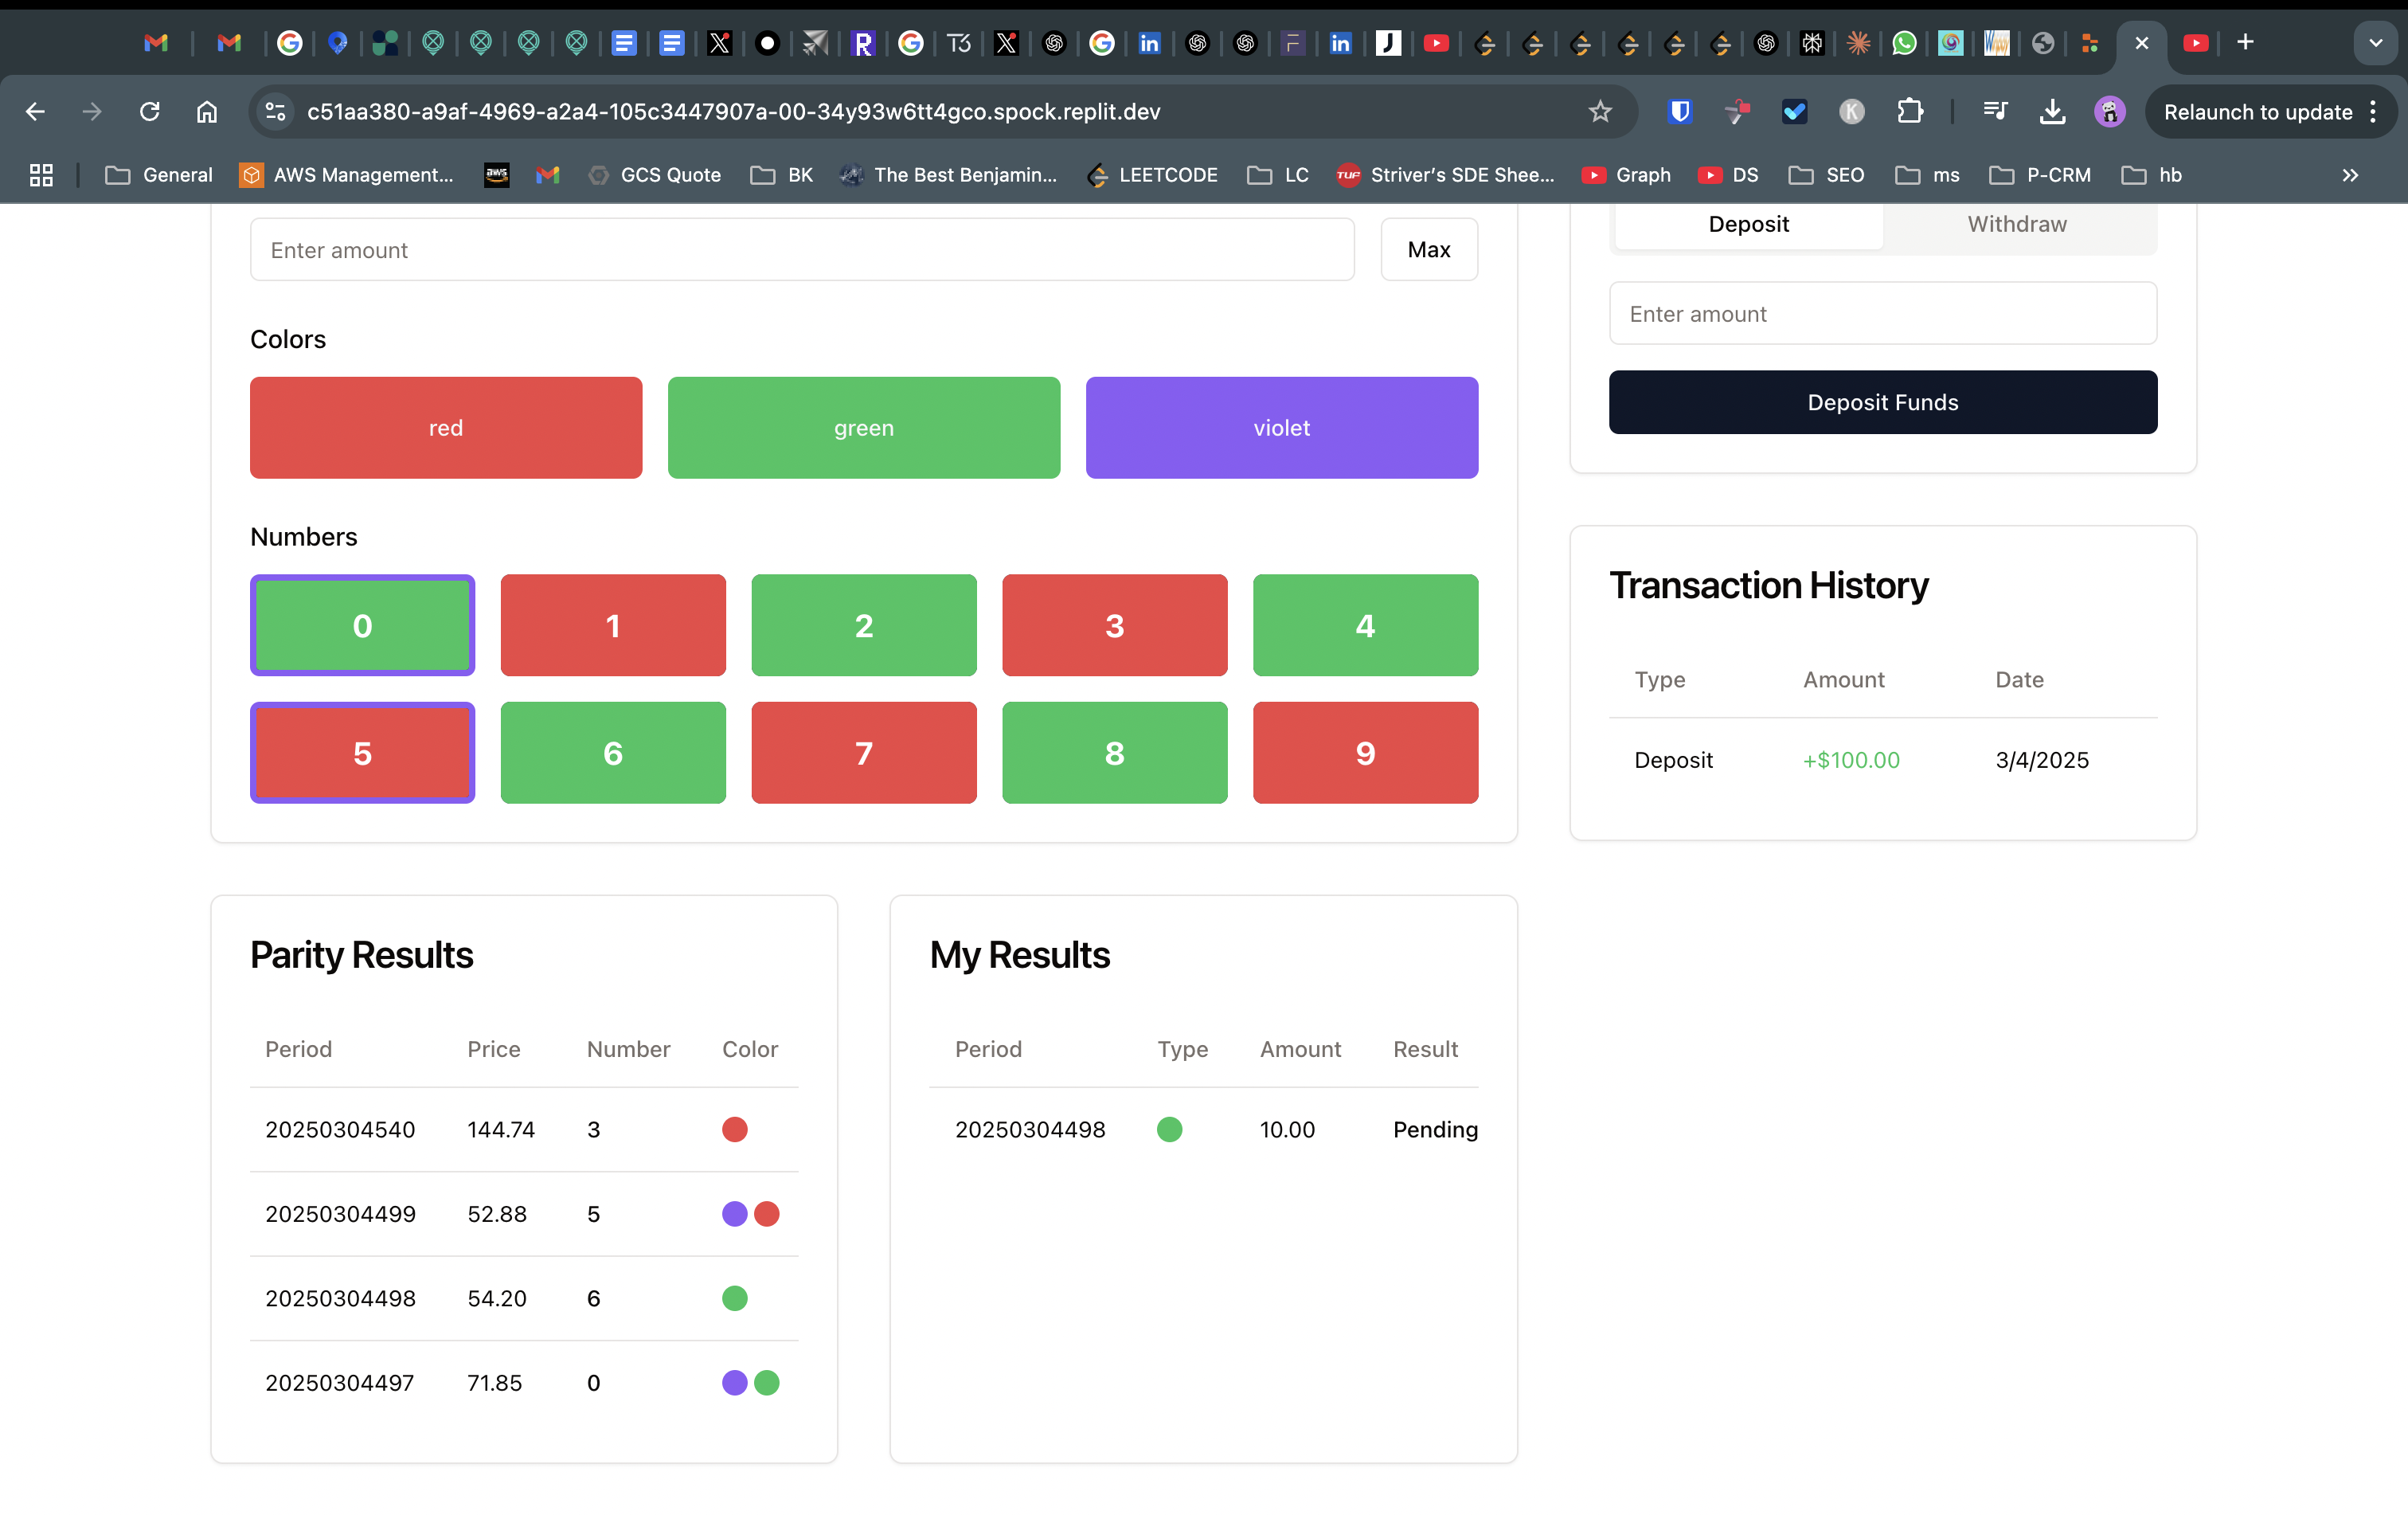 c51aa380-a9af-4969-a2a4-105c3447907a-00-34y93w6tt4gco.spock.replit.dev
K
Relaunch to update
General
AWS Management...
aws
GCS Quote
BK
The Best Benjamin...
LEETCODE
LC
TUF
Striver's SDE Shee...
Graph
DS
SEO
ms
P-CRM
hb
Enter amount
Max
Colors
red
green
violet
Numbers
0 1 2 3 4
5 6 7 8 9
Deposit Withdraw
Enter amount
Deposit Funds
Transaction History
Type Amount Date
Deposit +$100.00 3/4/2025
Parity Results
Period Price Number Color
20250304540 144.74 3
20250304499 52.88 5
20250304498 54.20 6
20250304497 71.85 0
My Results
Period Type Amount Result
20250304498 10.00 Pending